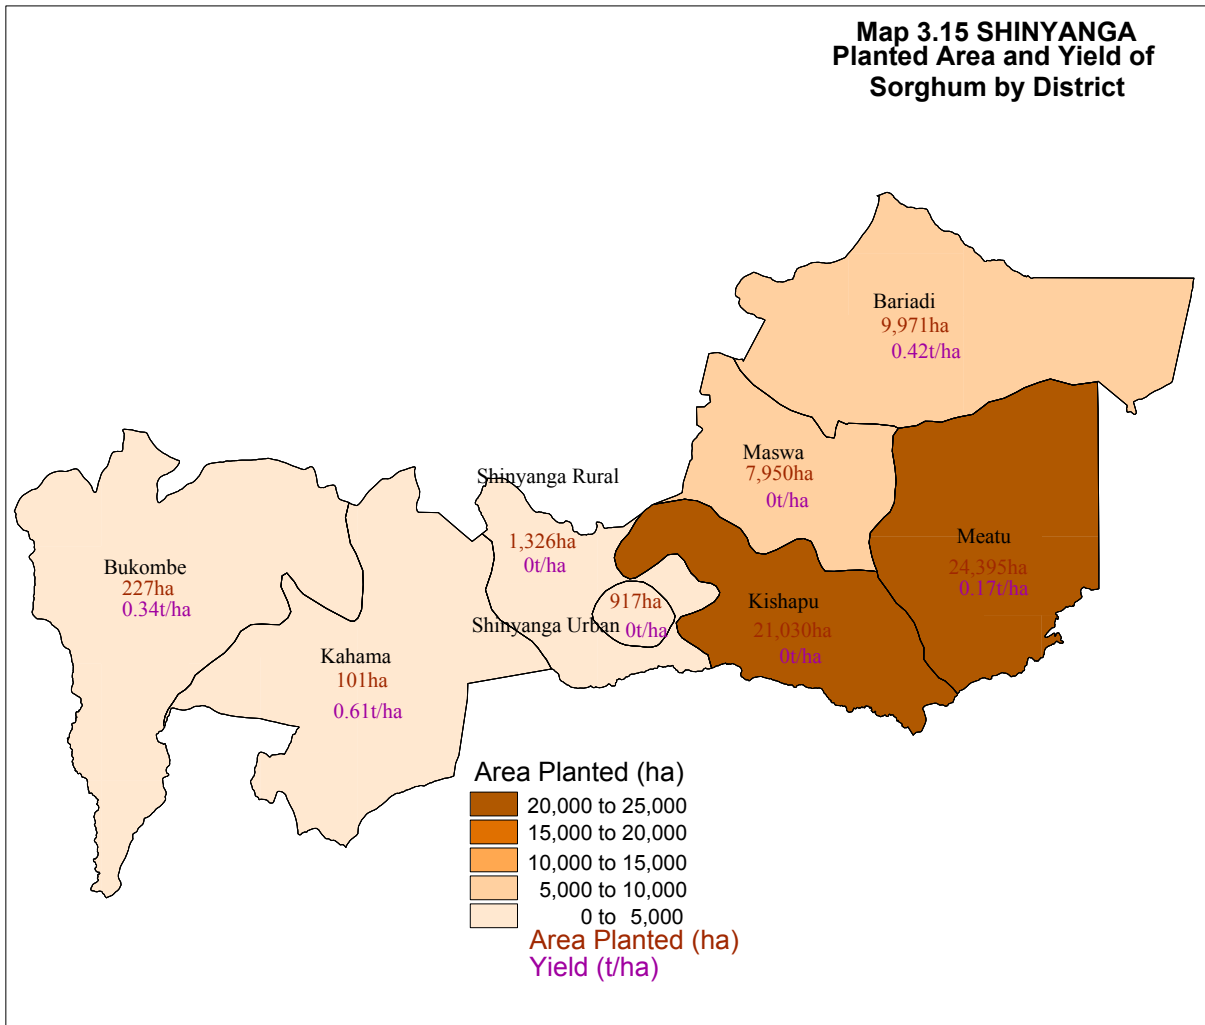 Map 3.15 SHINYANGA
Planted Area and Yield of
Sorghum by District
Bariadi
9,971ha
0.42t/ha
Maswa
7,950ha
0t/ha
Shinyanga Rural
1,326ha
0t/ha
Meatu
24,395ha
0.17t/ha
Bukombe
227ha
0.34t/ha
917ha
Shinyanga Urban
0t/ha
Kishapu
21,030ha
0t/ha
Kahama
101ha
0.61t/ha
Area Planted (ha)
20,000 to 25,000
15,000 to 20,000
10,000 to 15,000
5,000 to 10,000
0 to 5,000
Area Planted (ha)
Yield (t/ha)